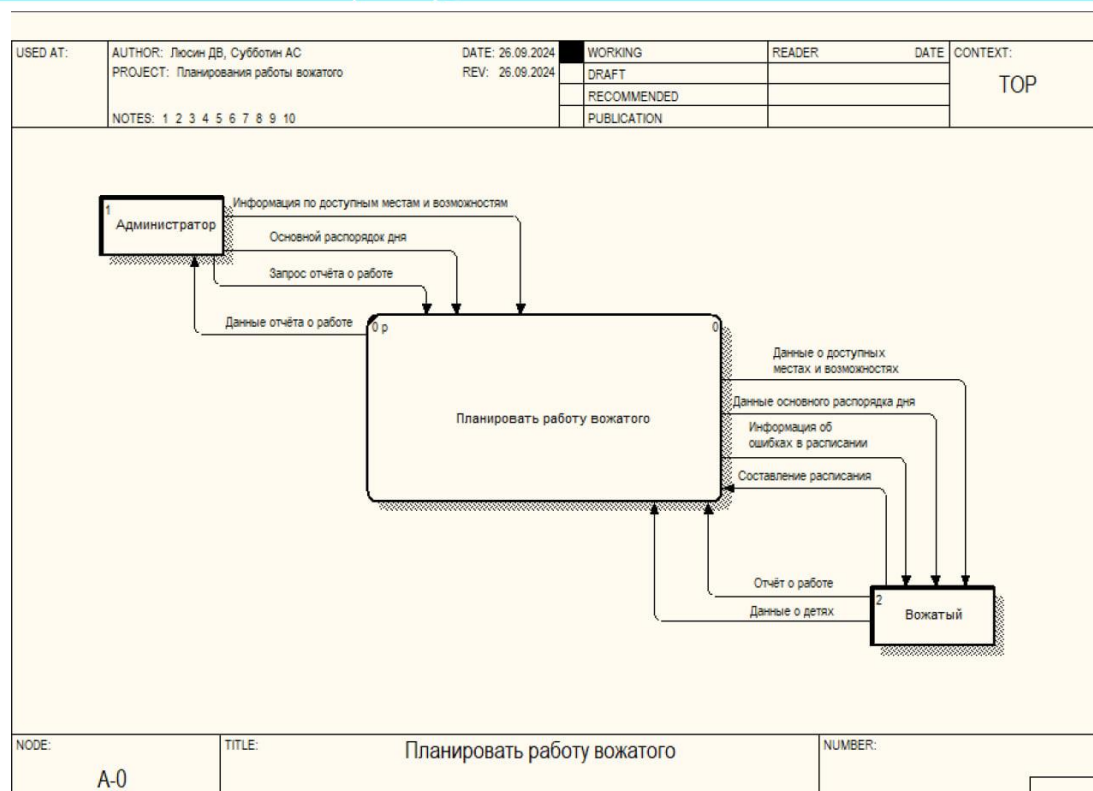 USED AT:
AUTHOR: Люсин ДВ, Субботин АС
DATE: 26.09.2024
WORKING
READER
DATE
CONTEXT:
PROJECT: Планирования работы вожатого
REV: 26.09.2024
DRAFT
TOP
RECOMMENDED
NOTES: 1 2 3 4 5 6 7 8 9 10
PUBLICATION
1
Администратор
Информация по доступным местам и возможностям
Основной распорядок дня
Запрос отчёта о работе
Данные отчёта о работе
0 р
0
Планировать работу вожатого
Данные о доступных
местах и возможностях
Данные основного распорядка дня
Информация об
ошибках в расписании
Составление расписания
Отчёт о работе
Данные о детях
2
Вожатый
NODE:
A-0
TITLE:
Планировать работу вожатого
NUMBER: